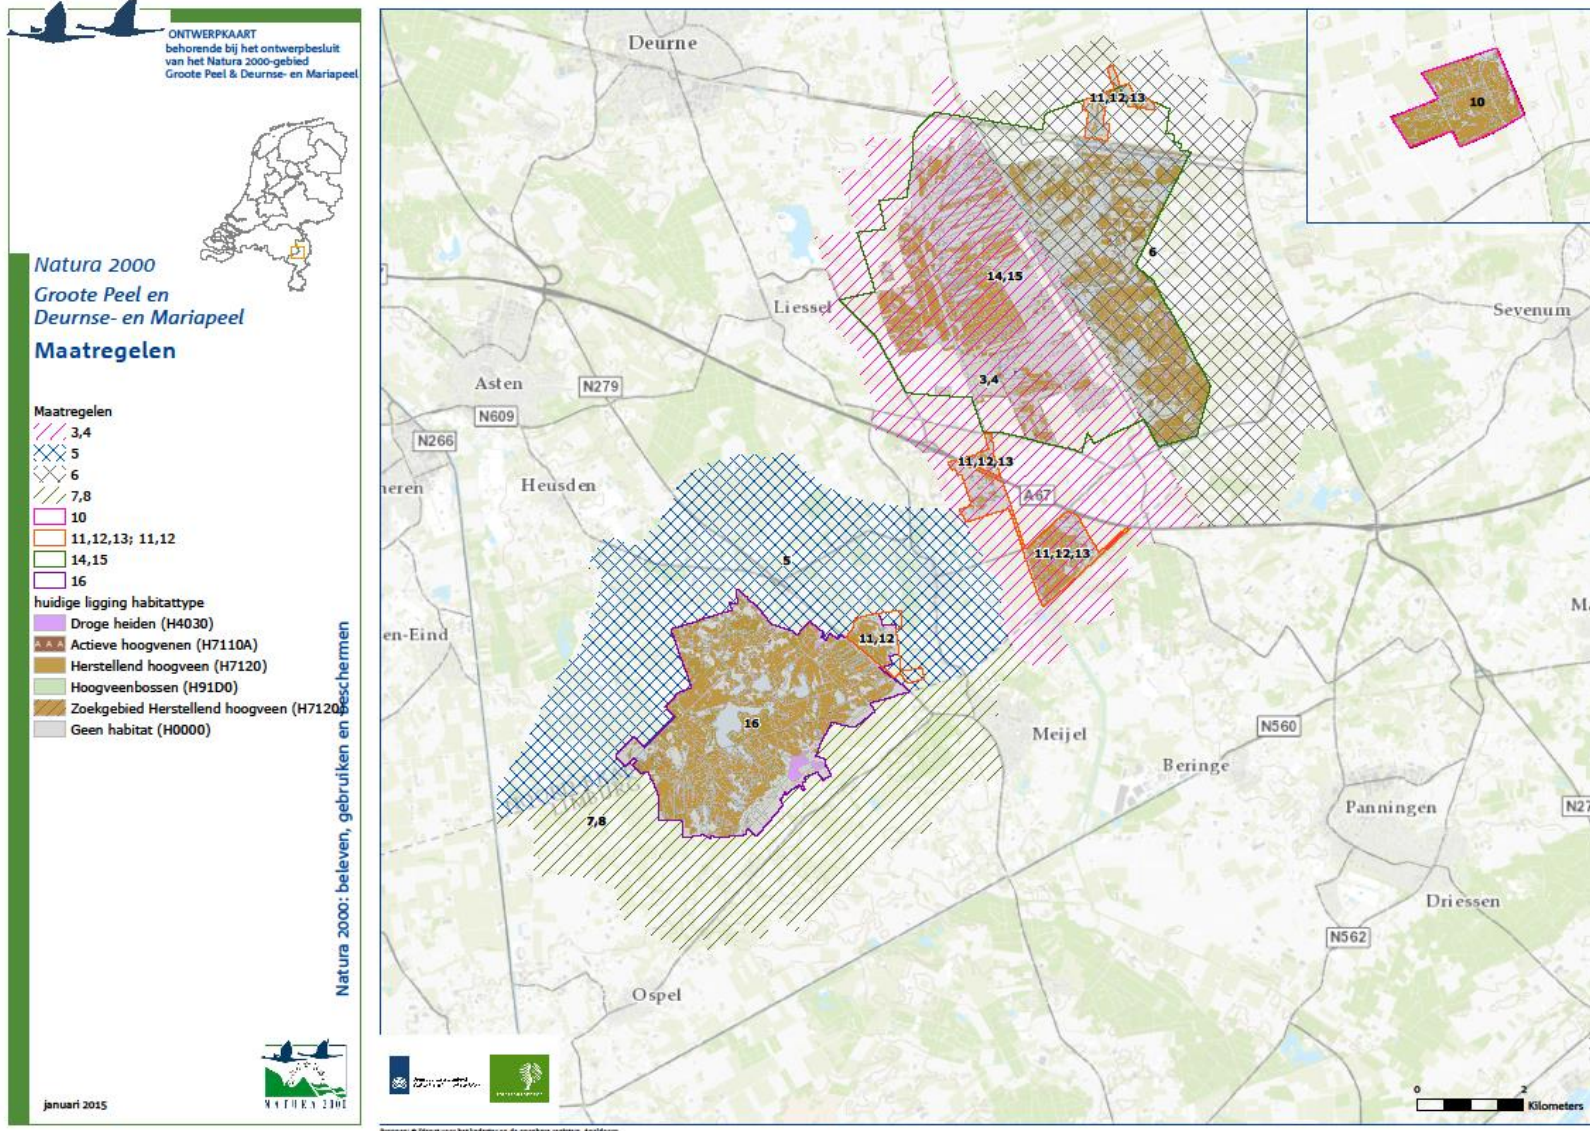 ONTWERPKAART
behorende bij het ontwerpbesluit
van het Natura 2000-gebied
Groote Peel & Deurnse- en Mariapeel
Natura 2000
Groote Peel en
Deurnse- en Mariapeel
Maatregelen
Maatregelen
3,4
5
6
7,8
10
11,12,13; 11,12
14,15
16
huidige ligging habitattype
Droge heiden (H4030)
A A A Actieve hoogvenen (H7110A)
Herstellend hoogveen (H7120)
Hoogveenbossen (H91D0)
Zoekgebied Herstellend hoogveen (H7120)
Geen habitat (H0000)
Natura 2000: beleven, gebruiken en beschermen
januari 2015
NATURA 2000
Deurne
11,12,13
10
6
14,15
Liessel
Sevenum
3,4
Asten
N279
N609
N266
11,12,13
Heusden
A67
11,12,13
5
en-Eind
11,12
16
Meijel
N560
Beringe
LIMBURG
7,8
Panningen
Driessen
N562
Ospel
0 2
Kilometers